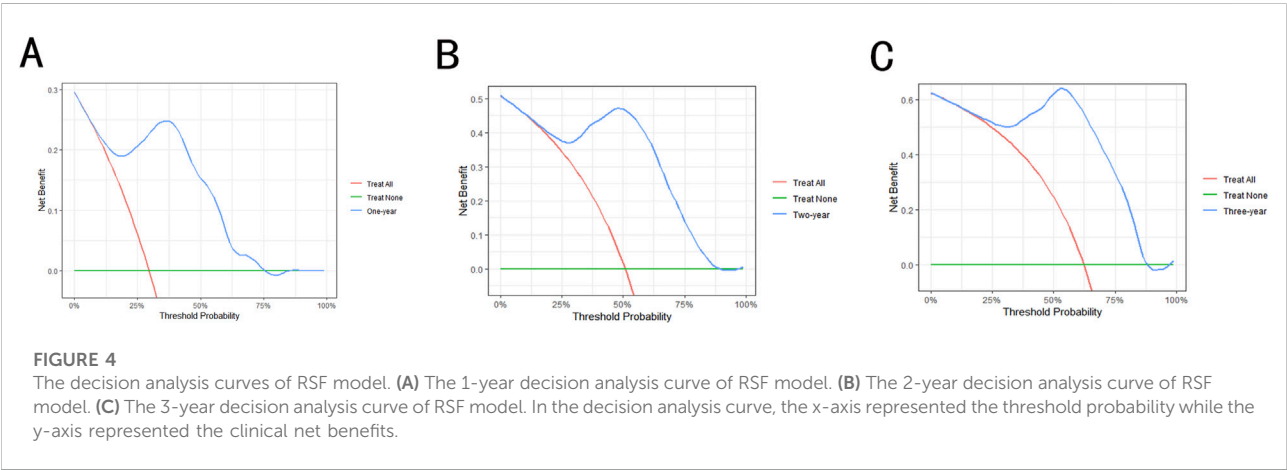 A
0.3
0.2
0.1
0.0
Net Benefit
0%
25%
50%
75%
100%
Threshold Probability
Treat All
Treat None
One-year
B
0.5
0.4
0.3
0.2
0.1
0.0
Net Benefit
0%
25%
50%
75%
100%
Threshold Probability
Treat All
Treat None
Two-year
C
0.6
0.4
0.2
0.0
Net Benefit
0%
25%
50%
75%
100%
Threshold Probability
Treat All
Treat None
Three-year
FIGURE 4
The decision analysis curves of RSF model. (A) The 1-year decision analysis curve of RSF model. (B) The 2-year decision analysis curve of RSF
model. (C) The 3-year decision analysis curve of RSF model. In the decision analysis curve, the x-axis represented the threshold probability while the
y-axis represented the clinical net benefits.